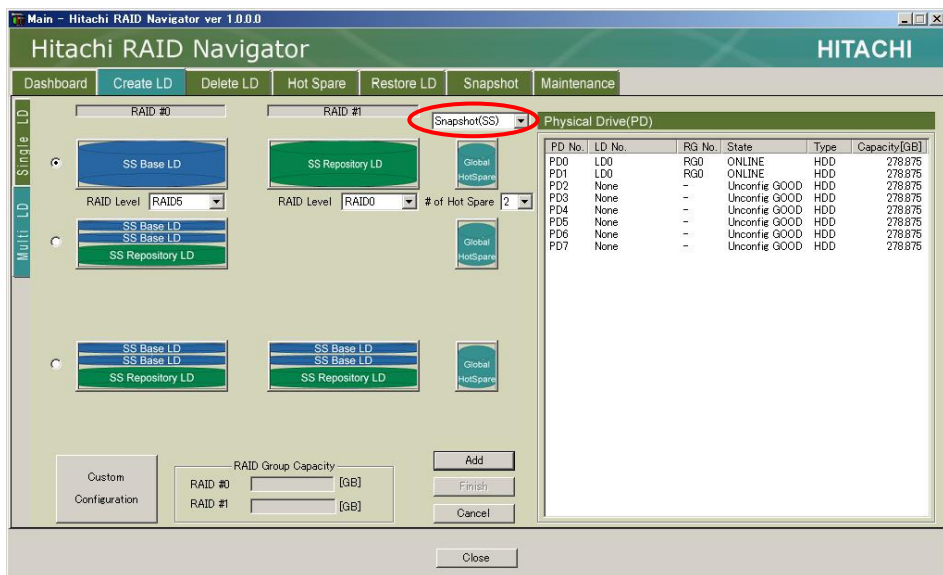 Main - Hitachi RAID Navigator ver 1.0.0.0
Hitachi RAID Navigator
HITACHI
Dashboard Create LD Delete LD Hot Spare Restore LD Snapshot Maintenance
Single LD
Multi LD
RAID #0
RAID #1
Snapshot(SS)
SS Base LD
SS Repository LD
Global
HotSpare
RAID Level RAID5
RAID Level RAID0
# of Hot Spare 2
SS Base LD
SS Base LD
SS Repository LD
Global
HotSpare
SS Base LD
SS Base LD
SS Repository LD
SS Base LD
SS Base LD
SS Repository LD
Global
HotSpare
Custom
Configuration
RAID Group Capacity
RAID #0 [GB]
RAID #1 [GB]
Add
Finish
Cancel
Physical Drive(PD)
PD No. LD No. RG No. State Type Capacity[GB]
PD0 LD0 RG0 ONLINE HDD 278.875
PD1 LD0 RG0 ONLINE HDD 278.875
PD2 None - Unconfig GOOD HDD 278.875
PD3 None - Unconfig GOOD HDD 278.875
PD4 None - Unconfig GOOD HDD 278.875
PD5 None - Unconfig GOOD HDD 278.875
PD6 None - Unconfig GOOD HDD 278.875
PD7 None - Unconfig GOOD HDD 278.875
Close